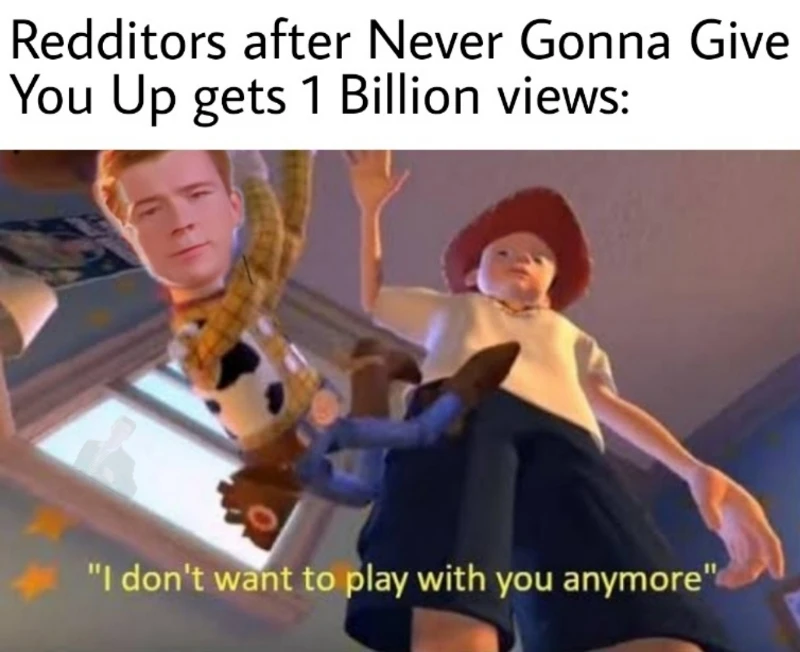 Redditors after Never Gonna Give
You Up gets 1 Billion views:
"I don't want to play with you anymore"